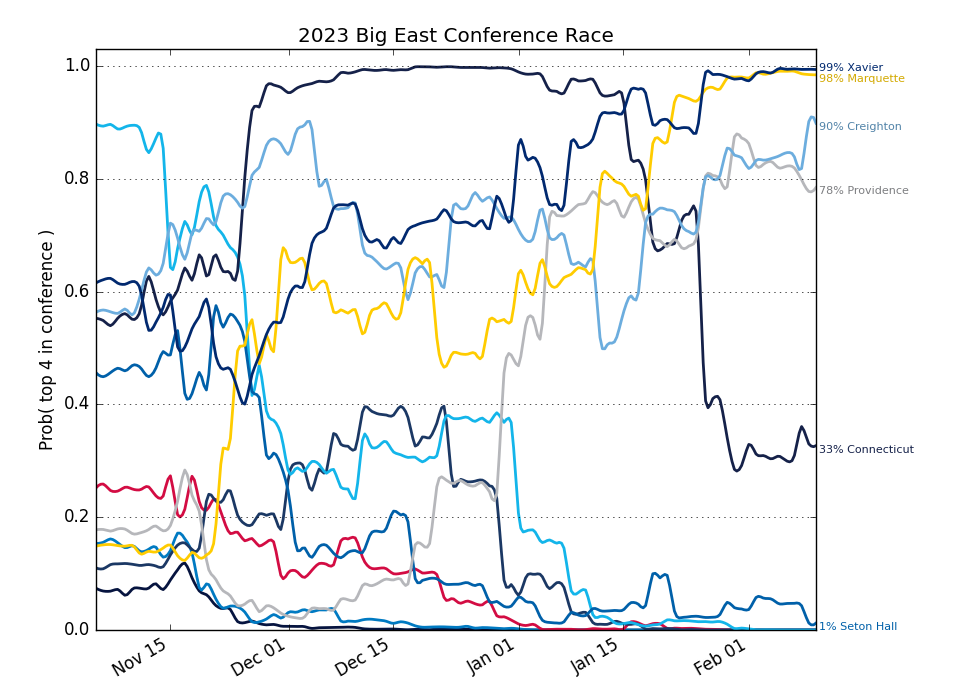 2023 Big East Conference Race
Prob( top 4 in conference )
1.0
0.8
0.6
0.4
0.2
0.0
Nov 15
Dec 01
Dec 15
Jan 01
Jan 15
Feb 01
99% Xavier
98% Marquette
90% Creighton
78% Providence
33% Connecticut
1% Seton Hall